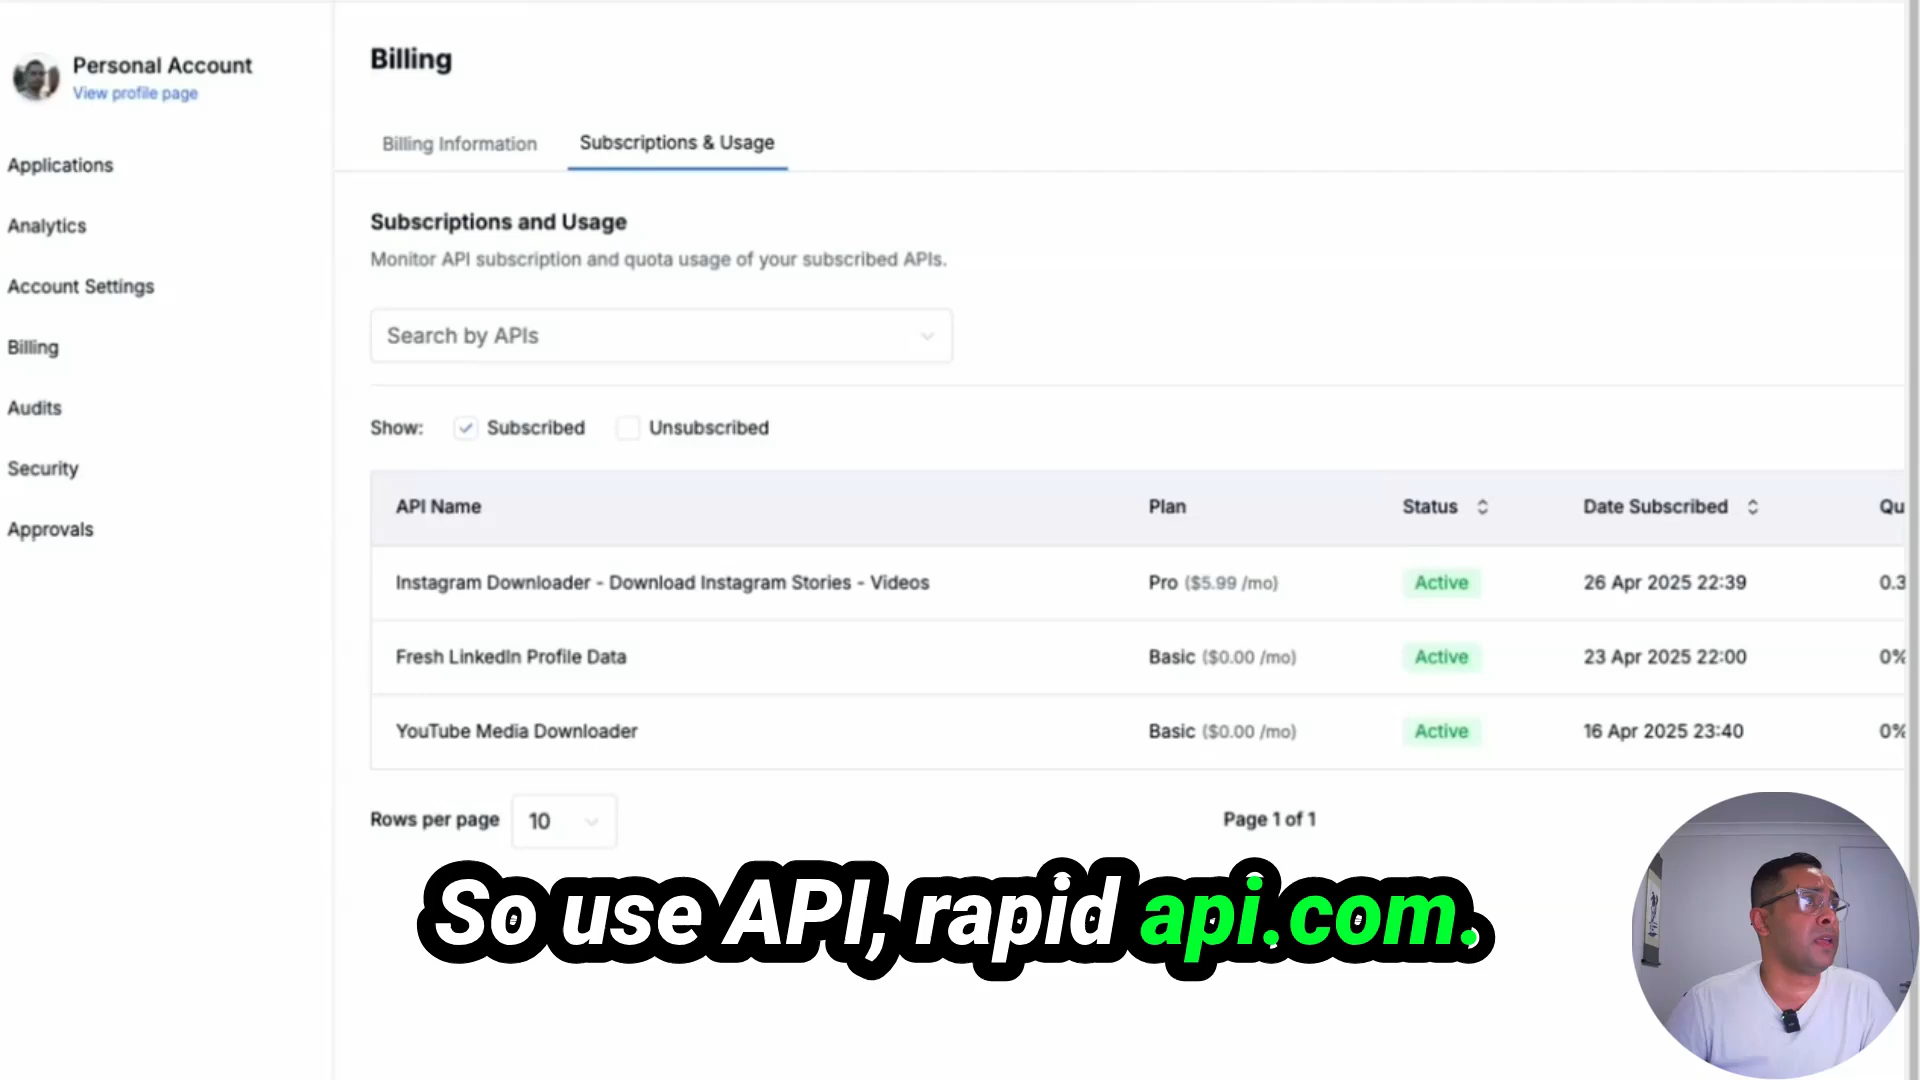 Personal Account
View profile page
Applications
Analytics
Account Settings
Billing
Audits
Security
Approvals
Billing
Billing Information
Subscriptions & Usage
Subscriptions and Usage
Monitor API subscription and quota usage of your subscribed APIs.
Search by APIs
Show: Subscribed Unsubscribed
API Name Plan Status Date Subscribed Qu
Instagram Downloader - Download Instagram Stories - Videos Pro ($5.99 /mo) Active 26 Apr 2025 22:39 0.3
Fresh LinkedIn Profile Data Basic ($0.00 /mo) Active 23 Apr 2025 22:00 0%
YouTube Media Downloader Basic ($0.00 /mo) Active 16 Apr 2025 23:40 0%
Rows per page 10 Page 1 of 1
So use API, rapid api.com.